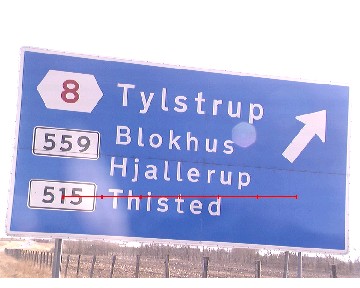 8 Tylstrup
559 Blokhus
Hjallerup
515 Thisted